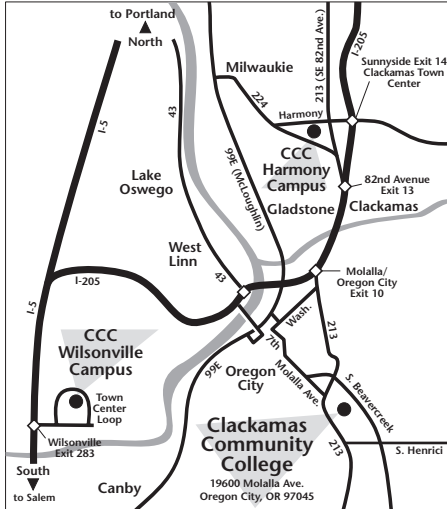 to Portland
North
I-205
213 (SE 82nd Ave.)
Sunnyside Exit 14
Clackamas Town
Center
Milwaukie
224
Harmony
43
I-5
99E (McLoughlin)
CCC
Harmony
Campus
Lake
Oswego
82nd Avenue
Exit 13
Gladstone
Clackamas
West
Linn
43
I-205
Molalla/
Oregon City
Exit 10
I-5
Wash.
213
7th
CCC
Wilsonville
Campus
99E
Oregon
City
Molalla Ave.
S. Beavercreek
Town
Center
Loop
Clackamas
Community
College
213
S. Henrici
Wilsonville
Exit 283
19600 Molalla Ave.
Oregon City, OR 97045
South
to Salem
Canby